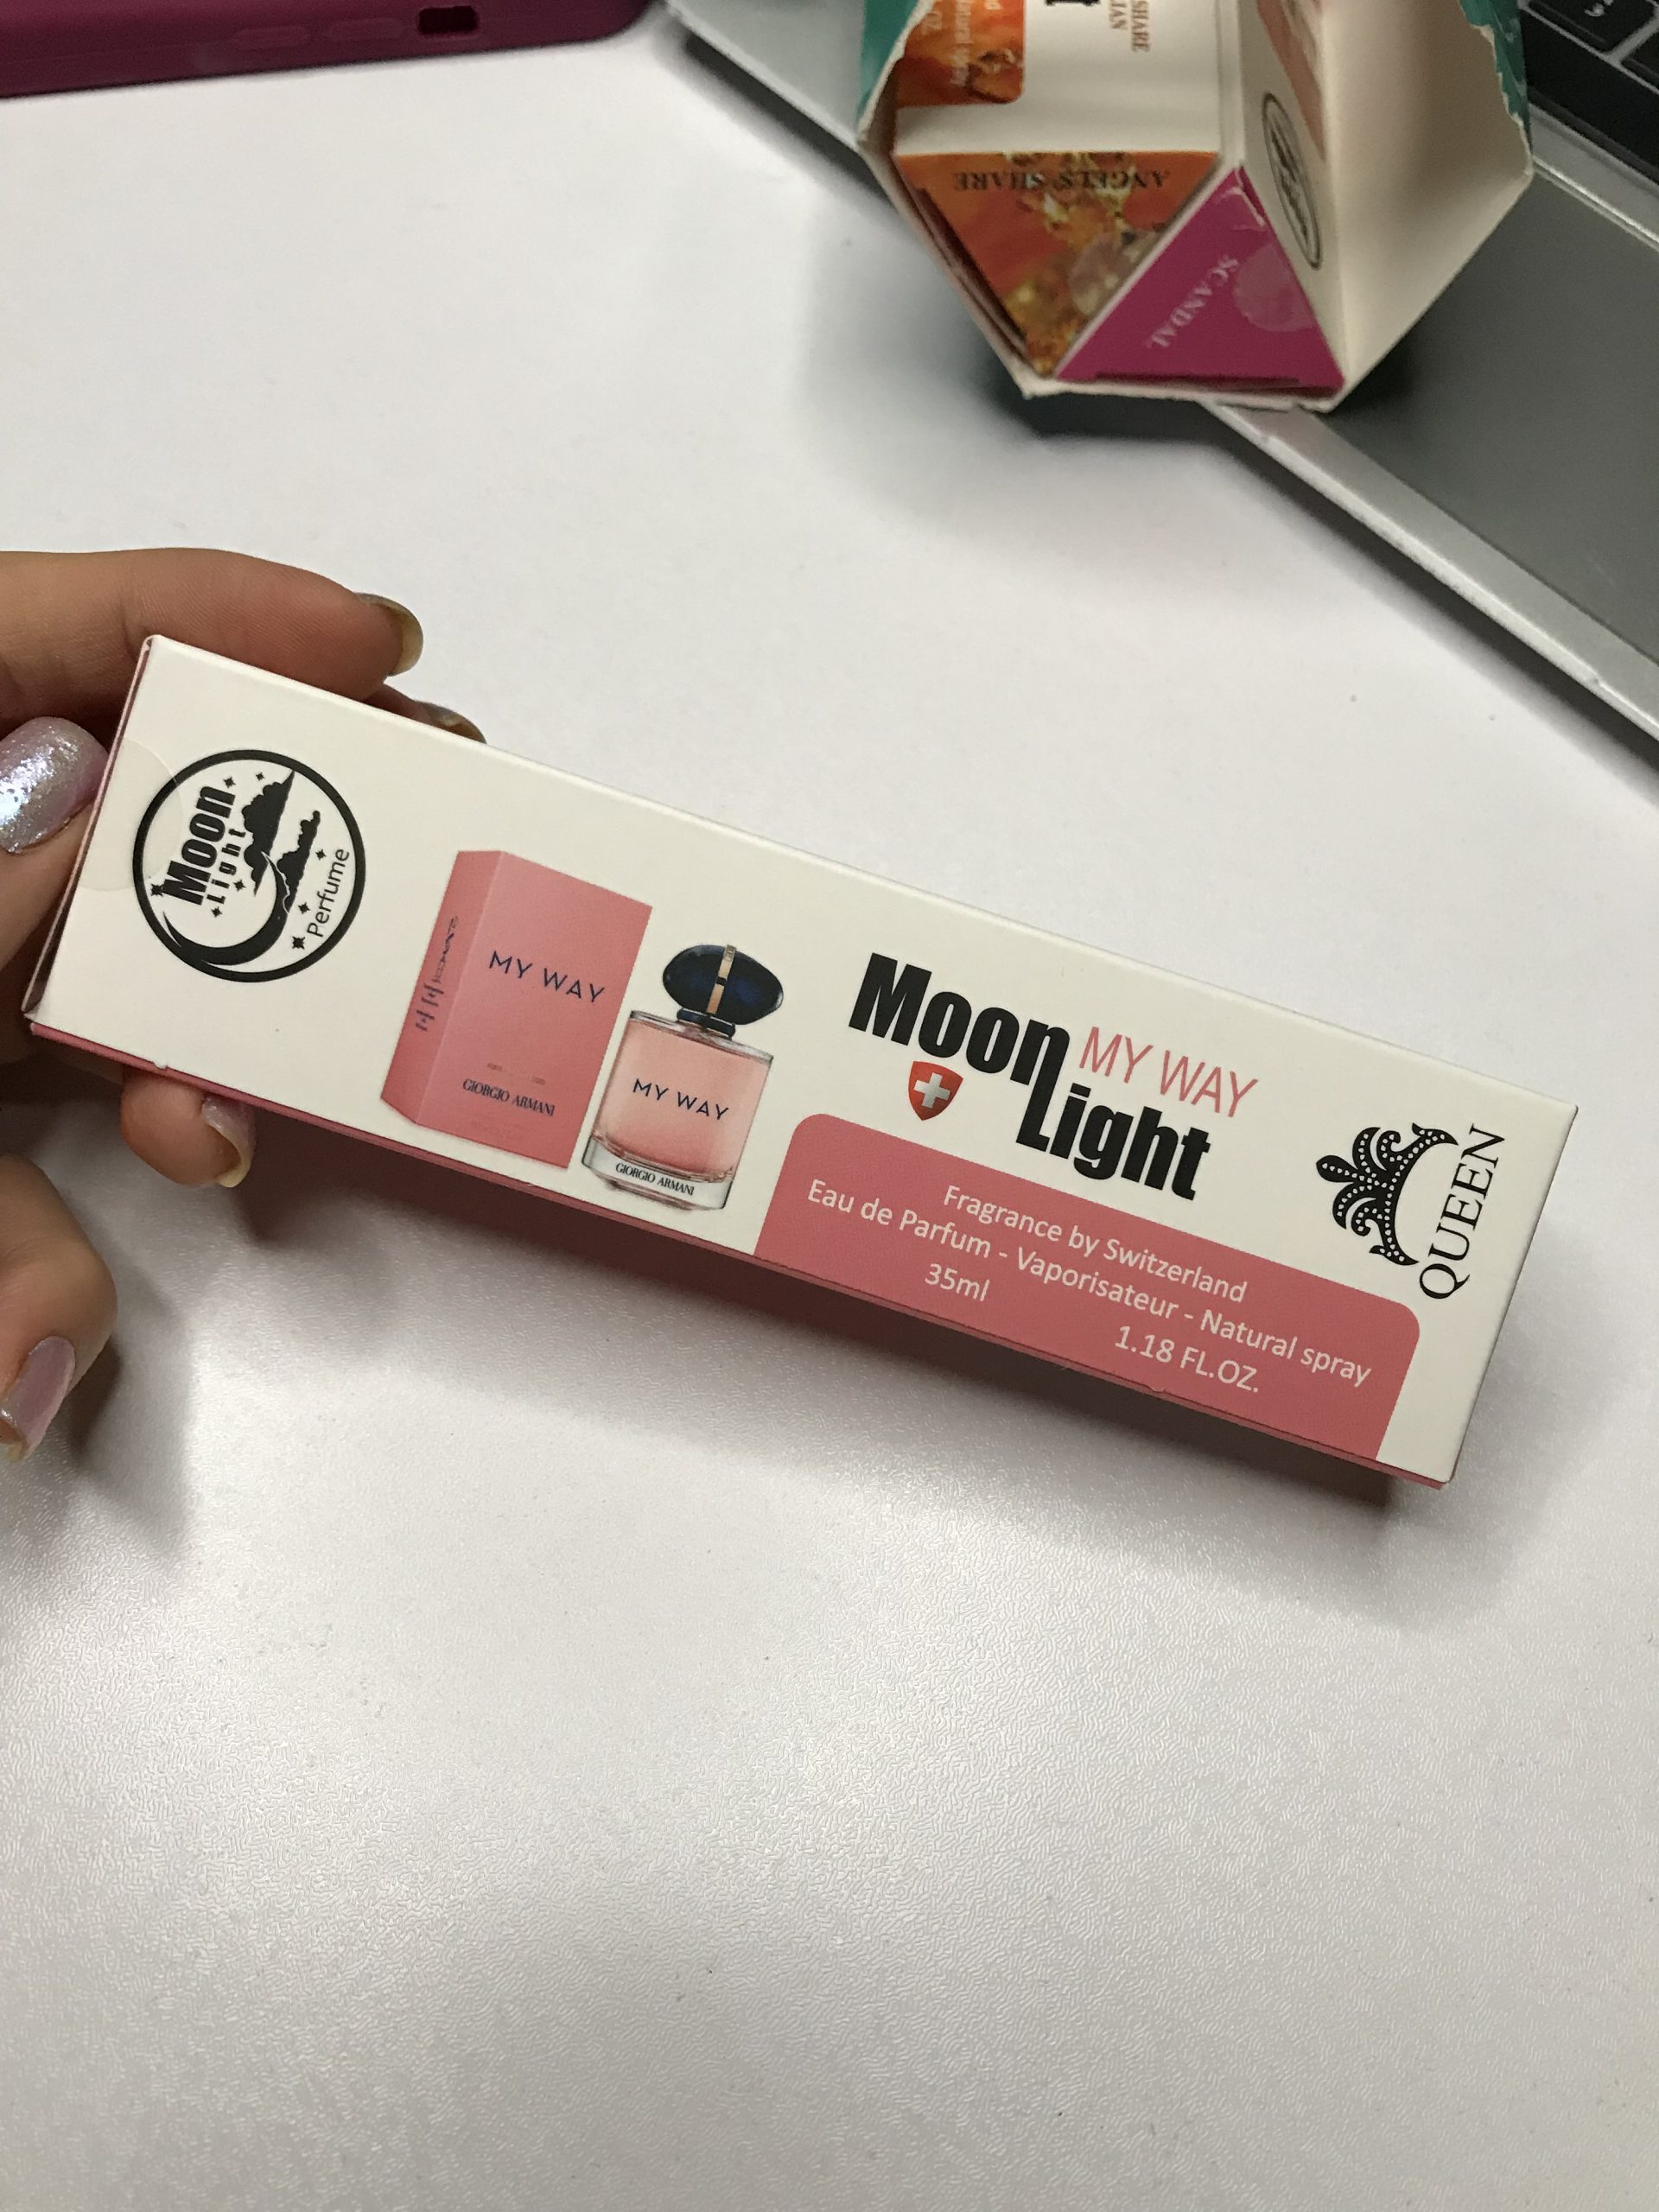 SHARE
ANGELS' SHARE
SCANDAL
Moon
Light
Perfume
MY WAY
GIORGIO ARMANI
MY WAY
GIORGIO ARMANI
Moon
MY WAY
Light
QUEEN
Fragrance by Switzerland
Eau de Parfum - Vaporisateur - Natural spray
35ml
1.18 FL.OZ.